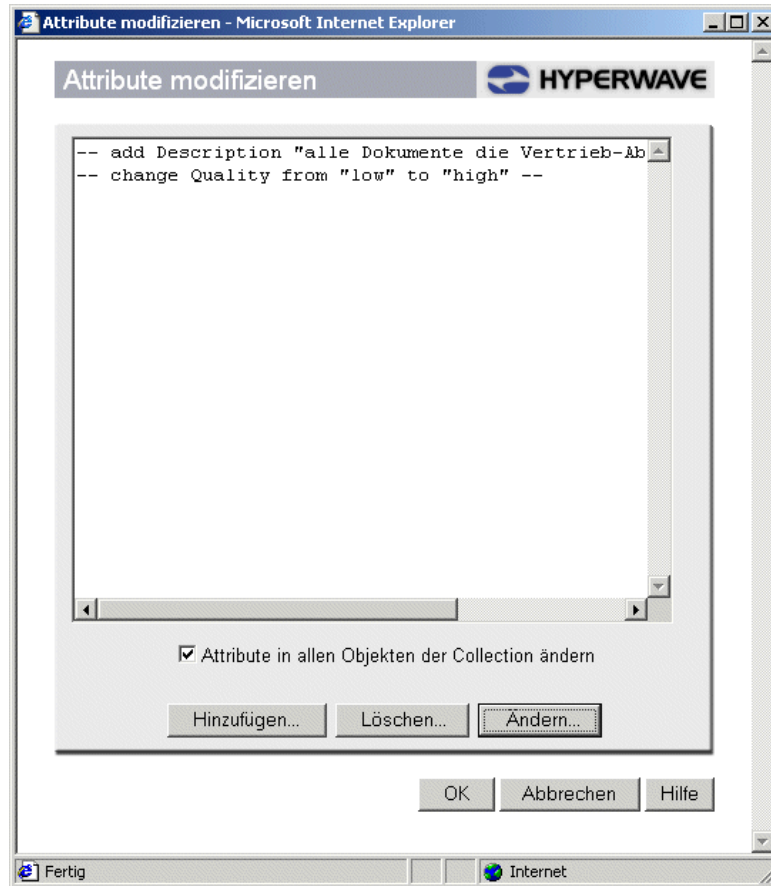 Attribute modifizieren - Microsoft Internet Explorer
Attribute modifizieren HYPERWAVE
-- add Description "alle Dokumente die Vertrieb-Ab
-- change Quality from "low" to "high" --
Attribute in allen Objekten der Collection ändern
Hinzufügen... Löschen... Ändern...
OK Abbrechen Hilfe
Fertig Internet